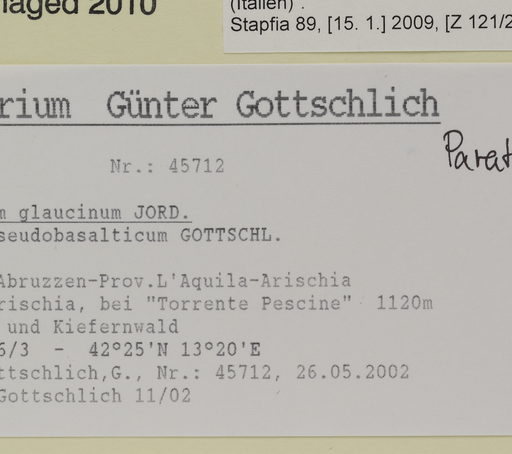 naged 2010
(Italien) .
Stapfia 89, [15. 1.] 2009, [Z 121/2
rium Günter Gottschlich
Parat
Nr.: 45712
m glaucinum JORD.
seudobasalticum GOTTSCHL.
Abruzzen-Prov.L'Aquila-Arischia
rischia, bei "Torrente Pescine" 1120m
und Kiefernwald
6/3 - 42°25'N 13°20'E
ttschlich,G., Nr.: 45712, 26.05.2002
Gottschlich 11/02